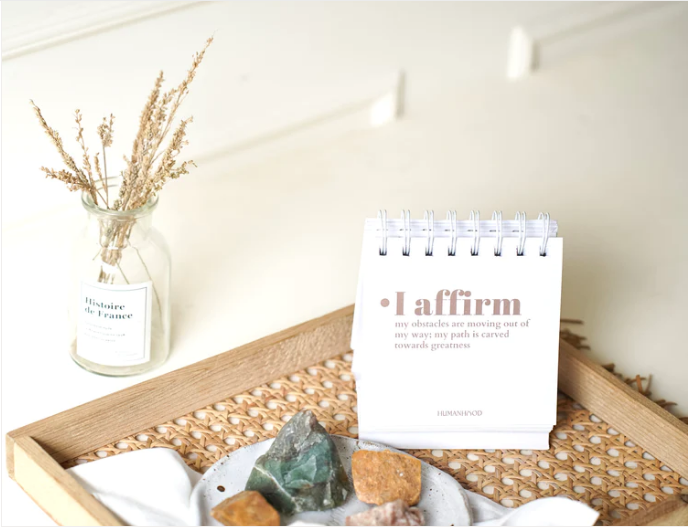 Histoire
de France
•I affirm
my obstacles are moving out of
my way; my path is carved
towards greatness
HUMANHOOD